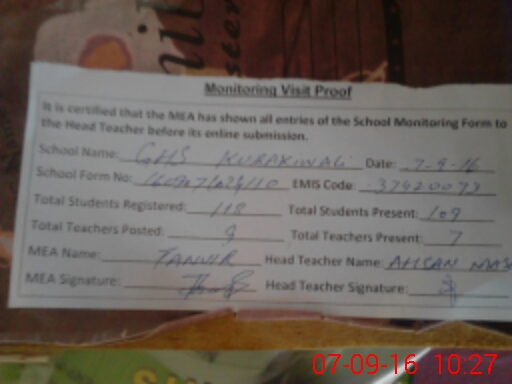 Monitoring Visit Proof
It is certified that the MEA has shown all entries of the School Monitoring Form to
the Head Teacher before its online submission.
School Name: GHS Date: 7-9-16
School Form No: EMIS Code:
Total Students Registered: 118 Total Students Present: 109
Total Teachers Posted: 9 Total Teachers Present: 7
MEA Name: TANVIR Head Teacher Name: AHSAN
MEA Signature: Head Teacher Signature:
07-09-16 10:27